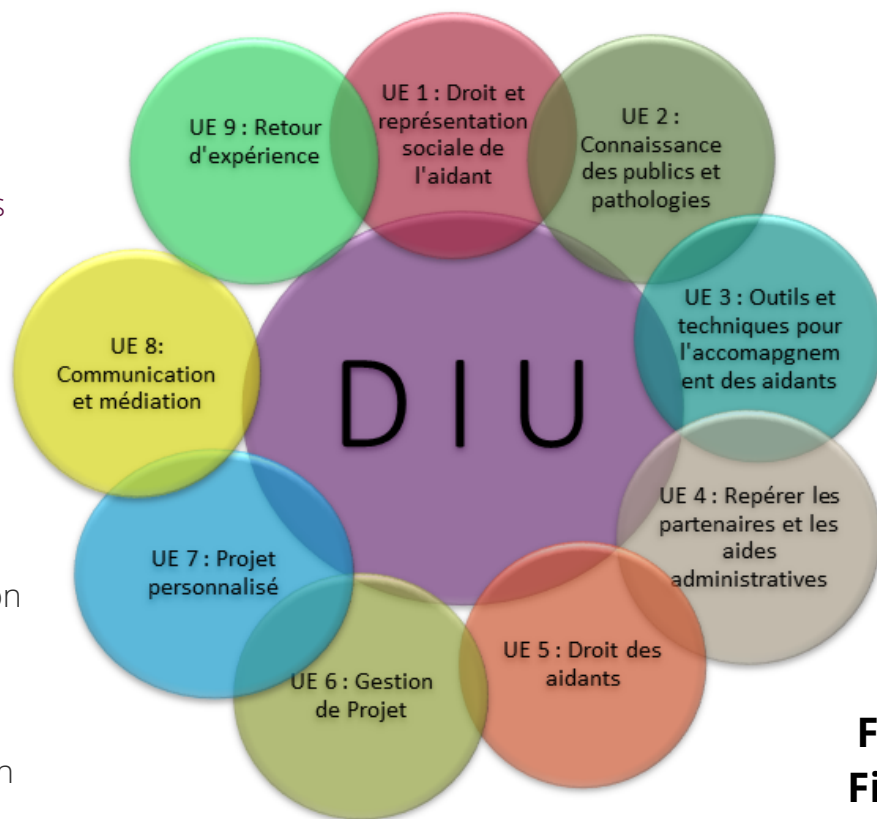 UE 1 : Droit et
représentation
sociale de
l'aidant
UE 2 :
Connaissance
des publics et
pathologies
UE 3 : Outils et
techniques pour
l'accomapgnem
ent des aidants
UE 4 : Repérer les
partenaires et les
aides
administratives
UE 5 : Droit des
aidants
UE 6 : Gestion
de Projet
UE 7 : Projet
personnalisé
UE 8:
Communication
et médiation
UE 9 : Retour
d'expérience
D I U